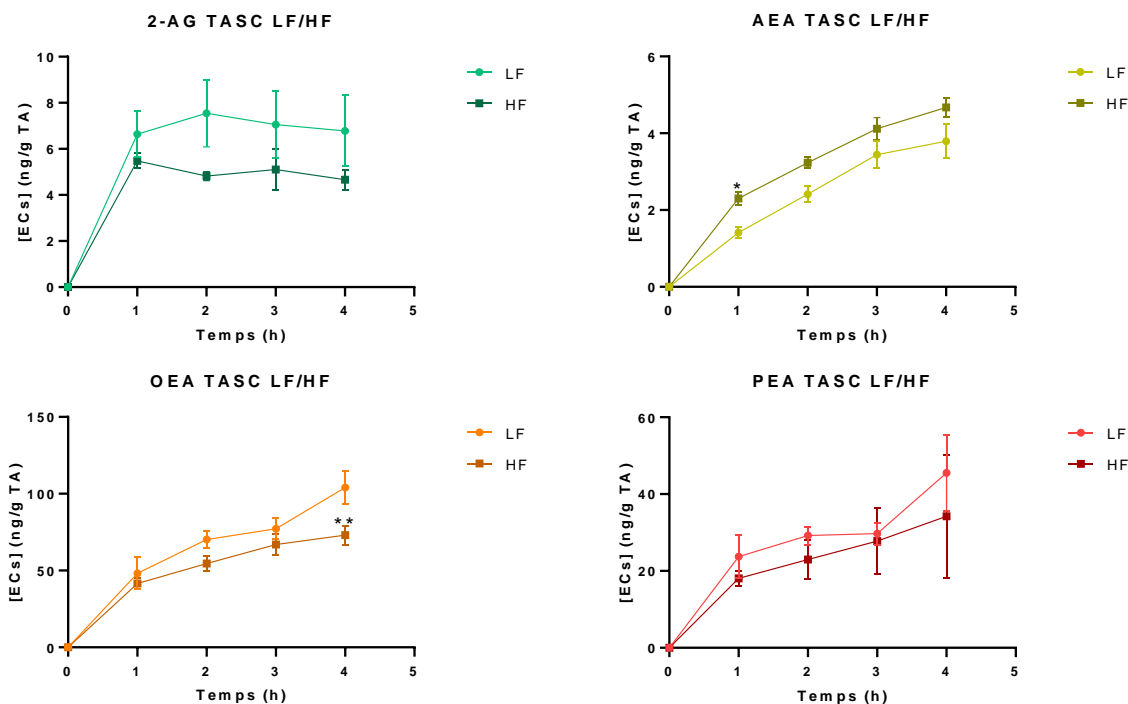 2-AG TASC LF/HF
[ECs] (ng/g TA)
10
8
6
4
2
0
0 1 2 3 4 5
Temps (h)
LF
HF
AEA TASC LF/HF
[ECs] (ng/g TA)
6
4
2
0
*
0 1 2 3 4 5
Temps (h)
LF
HF
OEA TASC LF/HF
[ECs] (ng/g TA)
150
100
50
0
**
0 1 2 3 4 5
Temps (h)
LF
HF
PEA TASC LF/HF
[ECs] (ng/g TA)
60
40
20
0
0 1 2 3 4 5
Temps (h)
LF
HF